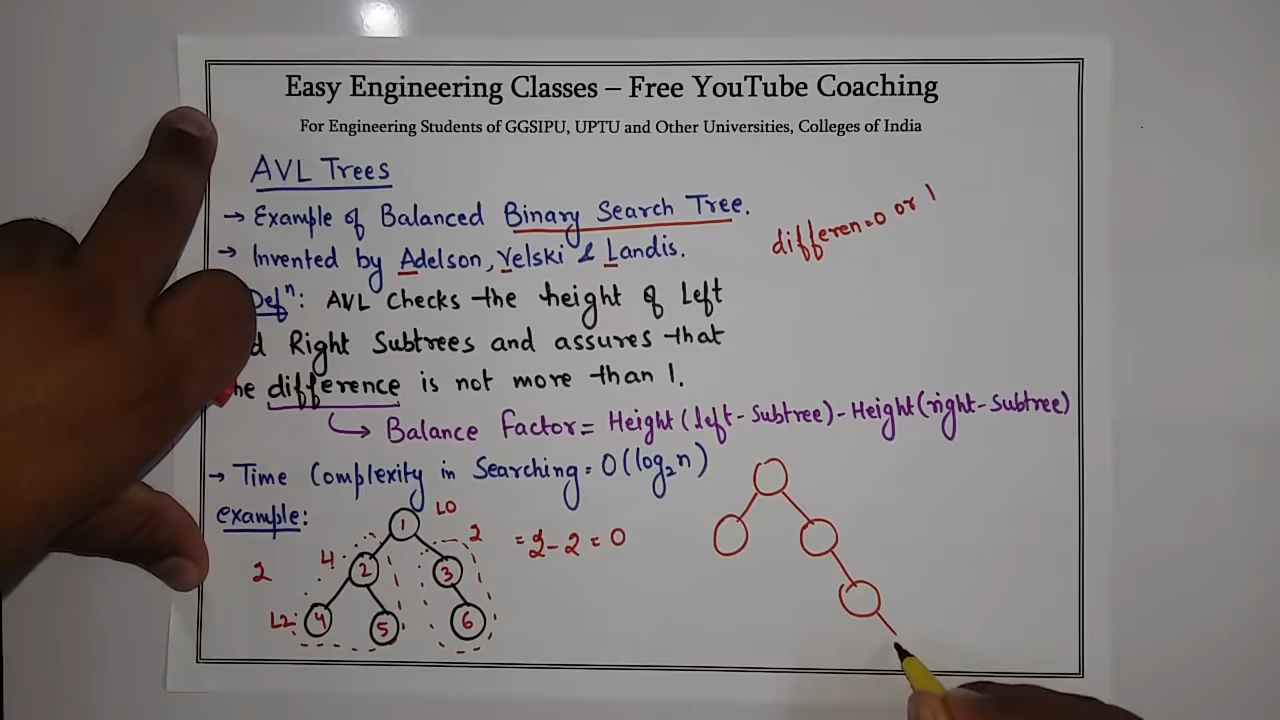 Easy Engineering Classes – Free YouTube Coaching
For Engineering Students of GGSIPU, UPTU and Other Universities, Colleges of India
AVL Trees
→ Example of Balanced Binary Search Tree.
differen=0 or 1
→ Invented by Adelson, Velski & Landis.
Defⁿ: AVL Checks the height of Left
Right Subtrees and assures that
difference is not more than 1.
↳ Balance Factor = Height(left-Subtree) - Height(right-Subtree)
→ Time Complexity in Searching = O(log₂n)
example:
L0
1
2
= 2-2 = 0
4
2
2
3
L2
4
5
6